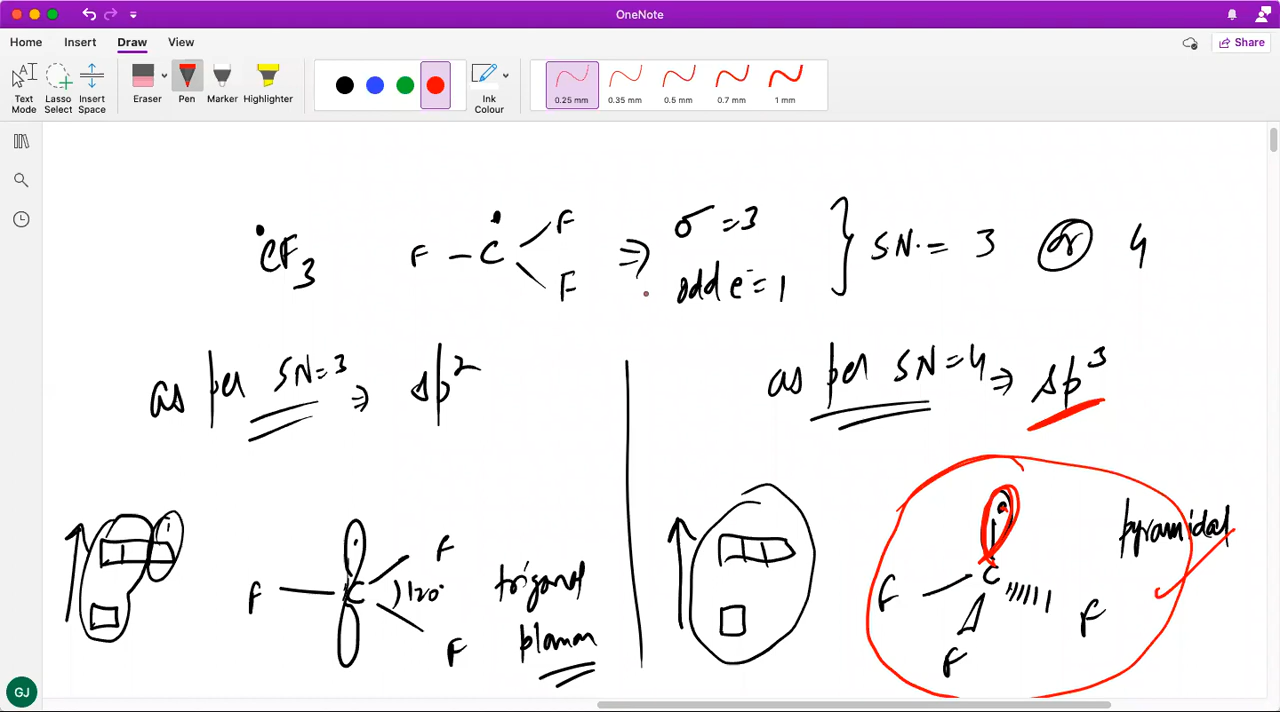 OneNote
Home Insert Draw View
Share
Text Mode
Lasso Select
Insert Space
Eraser
Pen
Marker
Highlighter
Ink Colour
0.25 mm
0.35 mm
0.5 mm
0.7 mm
1 mm
•CF3
F – C F
F
⇒ σ = 3
odd e⁻ = 1
} S.N. = 3 or 4
as per SN=3 ⇒ sp²
as per SN=4 ⇒ sp³
F C F
F
120°
trigonal
planar
C
F F
F
pyramidal
GJ